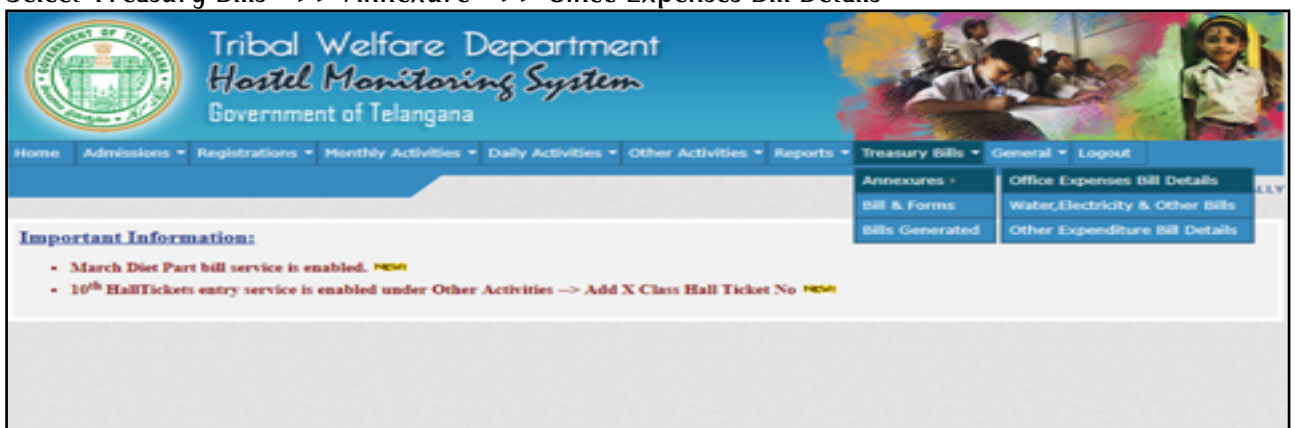 Select Treasury Bills -->> Annexure -->> Office Expenses Bill Details
Tribal Welfare Department
Hostel Monitoring System
Government of Telangana
Home Admissions Registrations Monthly Activities Daily Activities Other Activities Reports Treasury Bills General Logout
Annexures Office Expenses Bill Details
Bill & Forms Water,Electricity & Other Bills
Bills Generated Other Expenditure Bill Details
Important Information:
March Diet Part bill service is enabled. NEW!
10th HallTickets entry service is enabled under Other Activities --> Add X Class Hall Ticket No NEW!